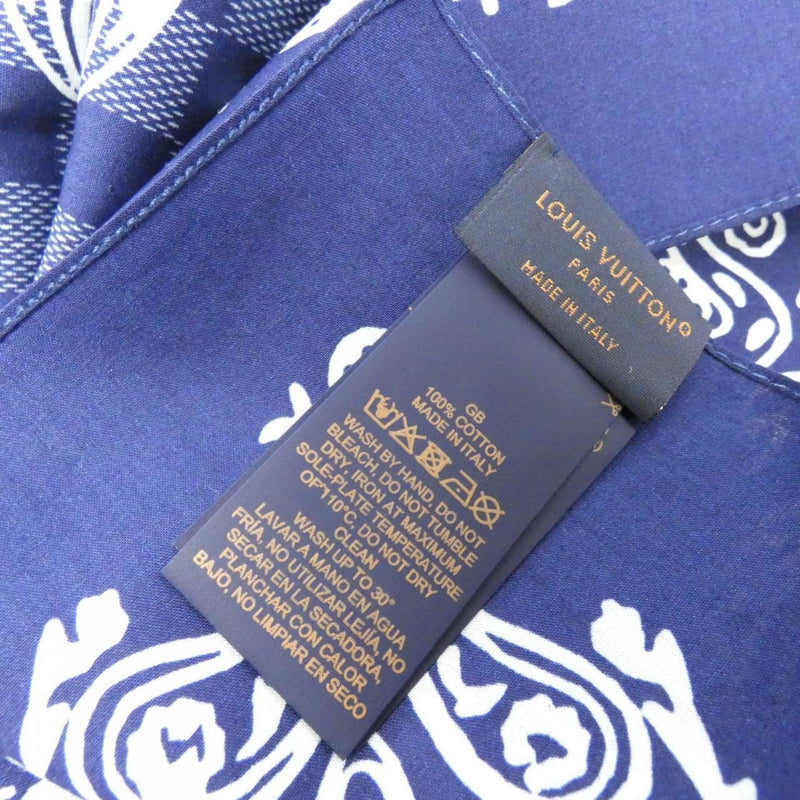 LOUIS VUITTON®
PARIS
MADE IN ITALY
GB
100% COTTON
MADE IN ITALY
WASH BY HAND, DO NOT
BLEACH, DO NOT TUMBLE
DRY, IRON AT MAXIMUM
SOLE-PLATE TEMPERATURE
OF110°C, DO NOT DRY
CLEAN
WASH UP TO 30°
LAVAR A MANO EN AGUA
FRÍA, NO UTILIZAR LEJÍA, NO
SECAR EN LA SECADORA,
PLANCHAR CON CALOR
BAJO, NO LIMPIAR EN SECO